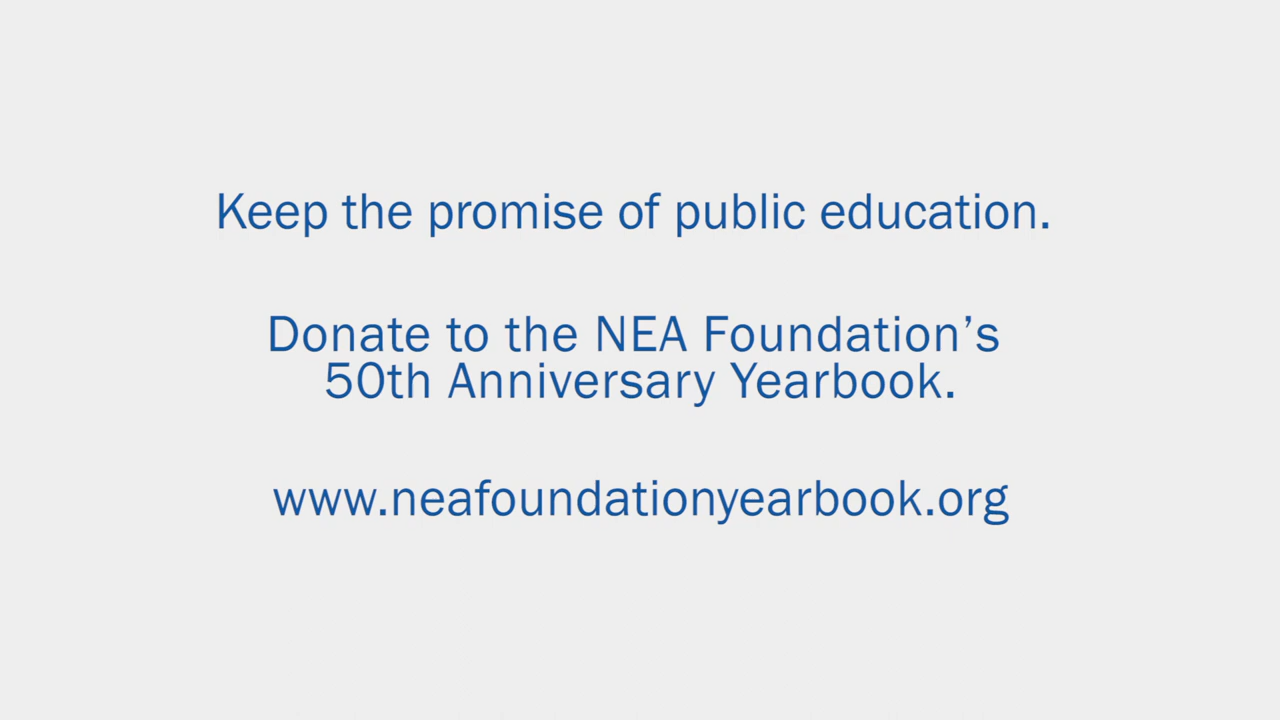 Keep the promise of public education.
Donate to the NEA Foundation’s
50th Anniversary Yearbook.
www.neafoundationyearbook.org